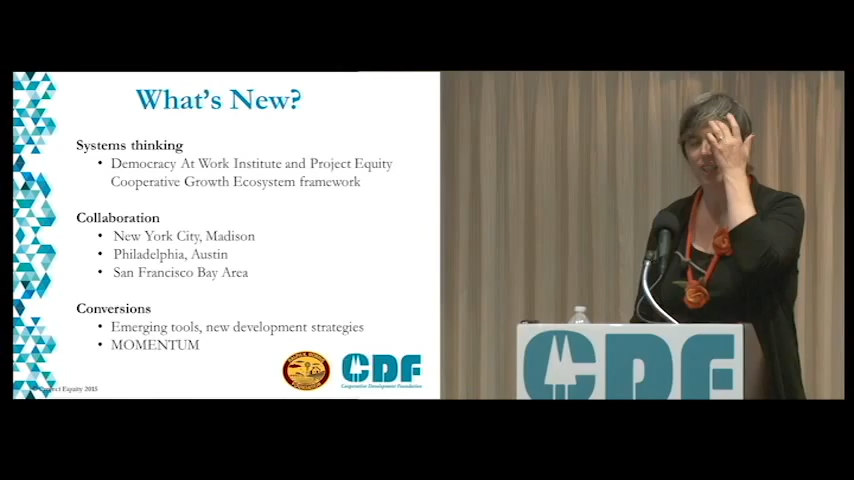 What's New?
Systems thinking
• Democracy At Work Institute and Project Equity
Cooperative Growth Ecosystem framework
Collaboration
• New York City, Madison
• Philadelphia, Austin
• San Francisco Bay Area
Conversions
• Emerging tools, new development strategies
• MOMENTUM
Project Equity 2015
CDF
Cooperative Development Foundation
CDF